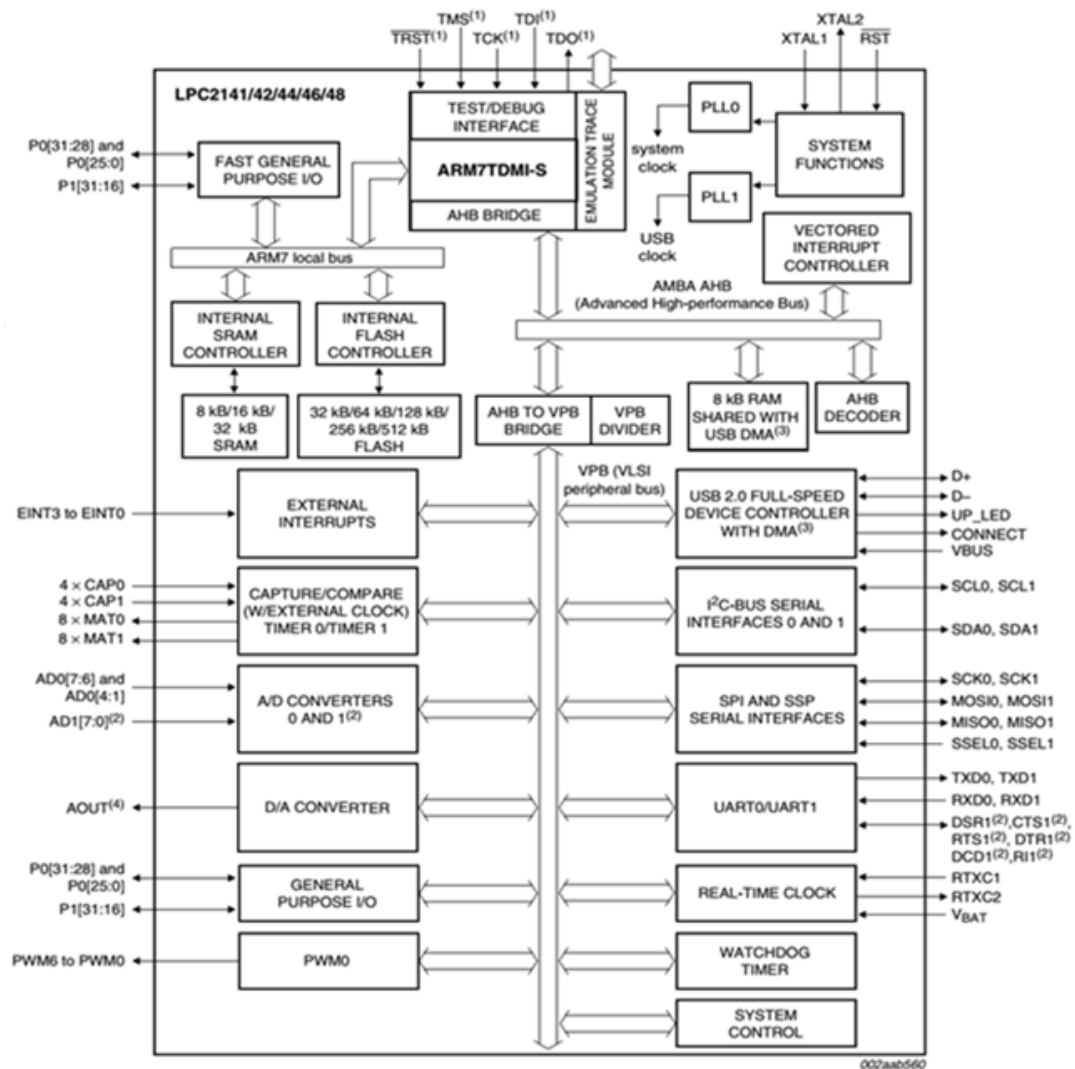 TMS(1)
TDI(1)
TRST(1)
TCK(1)
TDO(1)
XTAL2
XTAL1
RST
LPC2141/42/44/46/48
P0[31:28] and
P0[25:0]
P1[31:16]
FAST GENERAL
PURPOSE I/O
TEST/DEBUG
INTERFACE
ARM7TDMI-S
AHB BRIDGE
EMULATION TRACE
MODULE
PLL0
system
clock
PLL1
USB
clock
SYSTEM
FUNCTIONS
VECTORED
INTERRUPT
CONTROLLER
ARM7 local bus
AMBA AHB
(Advanced High-performance Bus)
INTERNAL
SRAM
CONTROLLER
INTERNAL
FLASH
CONTROLLER
8 kB/16 kB/
32 kB
SRAM
32 kB/64 kB/128 kB/
256 kB/512 kB
FLASH
AHB TO VPB
BRIDGE
VPB
DIVIDER
8 kB RAM
SHARED WITH
USB DMA(3)
AHB
DECODER
VPB (VLSI
peripheral bus)
EINT3 to EINT0
EXTERNAL
INTERRUPTS
USB 2.0 FULL-SPEED
DEVICE CONTROLLER
WITH DMA(3)
D+
D−
UP_LED
CONNECT
VBUS
4 × CAP0
4 × CAP1
8 × MAT0
8 × MAT1
CAPTURE/COMPARE
(W/EXTERNAL CLOCK)
TIMER 0/TIMER 1
I2C-BUS SERIAL
INTERFACES 0 AND 1
SCL0, SCL1
SDA0, SDA1
AD0[7:6] and
AD0[4:1]
AD1[7:0](2)
A/D CONVERTERS
0 AND 1(2)
SPI AND SSP
SERIAL INTERFACES
SCK0, SCK1
MOSI0, MOSI1
MISO0, MISO1
SSEL0, SSEL1
AOUT(4)
D/A CONVERTER
UART0/UART1
TXD0, TXD1
RXD0, RXD1
DSR1(2),CTS1(2),
RTS1(2), DTR1(2)
DCD1(2),RI1(2)
P0[31:28] and
P0[25:0]
P1[31:16]
GENERAL
PURPOSE I/O
REAL-TIME CLOCK
RTXC1
RTXC2
VBAT
PWM6 to PWM0
PWM0
WATCHDOG
TIMER
SYSTEM
CONTROL
002aab560